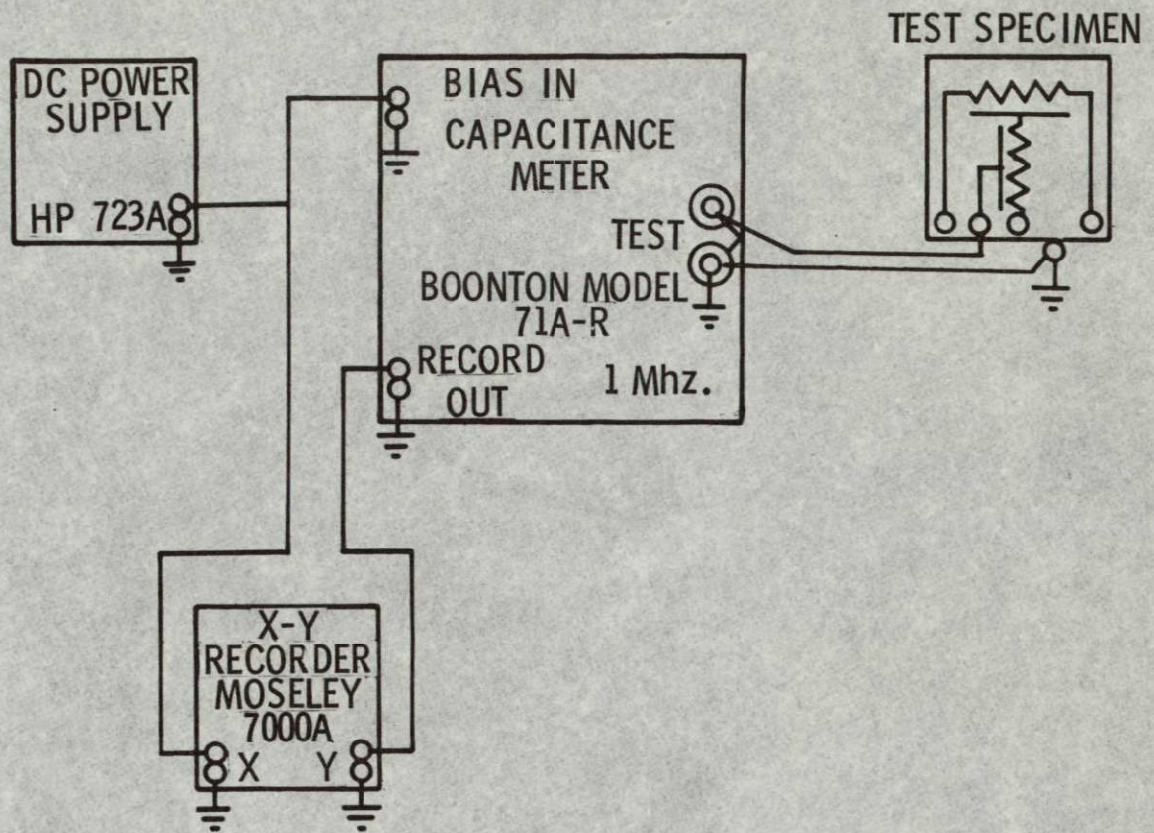 TEST SPECIMEN
DC POWER
SUPPLY
HP 723A
BIAS IN
CAPACITANCE
METER
TEST
BOONTON MODEL
71A-R
RECORD
OUT
1 Mhz.
X-Y
RECORDER
MOSELEY
7000A
X Y